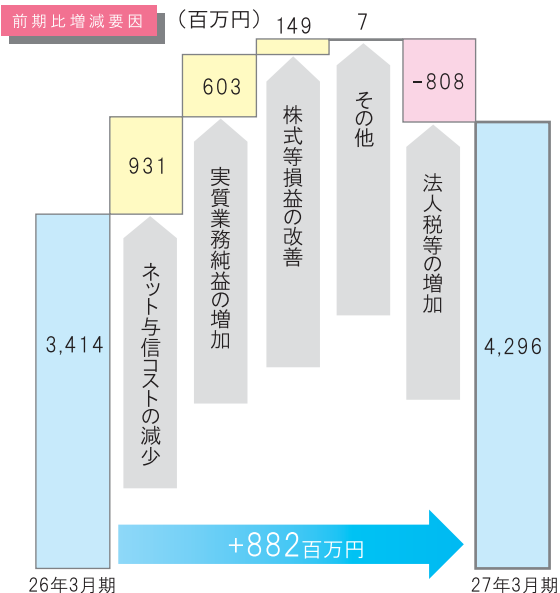 前期比増減要因
（百万円）
149
7
603
-808
931
株式等損益の改善
その他
実質業務純益の増加
法人税等の増加
ネット与信コストの減少
3,414
4,296
+882百万円
26年3月期
27年3月期